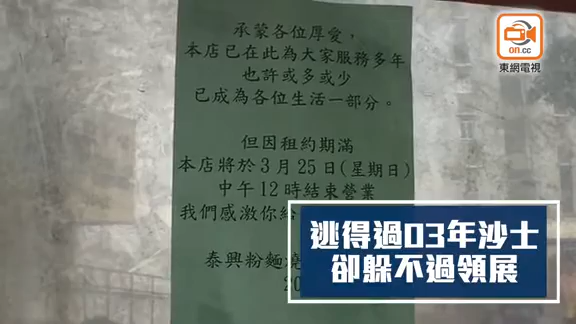 承蒙各位厚愛，
本店已在此為大家服務多年
也許或多或少
已成為各位生活一部分。
但因租約期滿
本店將於3月25日(星期日)
中午12時結束營業
我們感激你給
泰興粉麵
20
on.cc
東網電視
逃得過03年沙士
卻躲不過領展